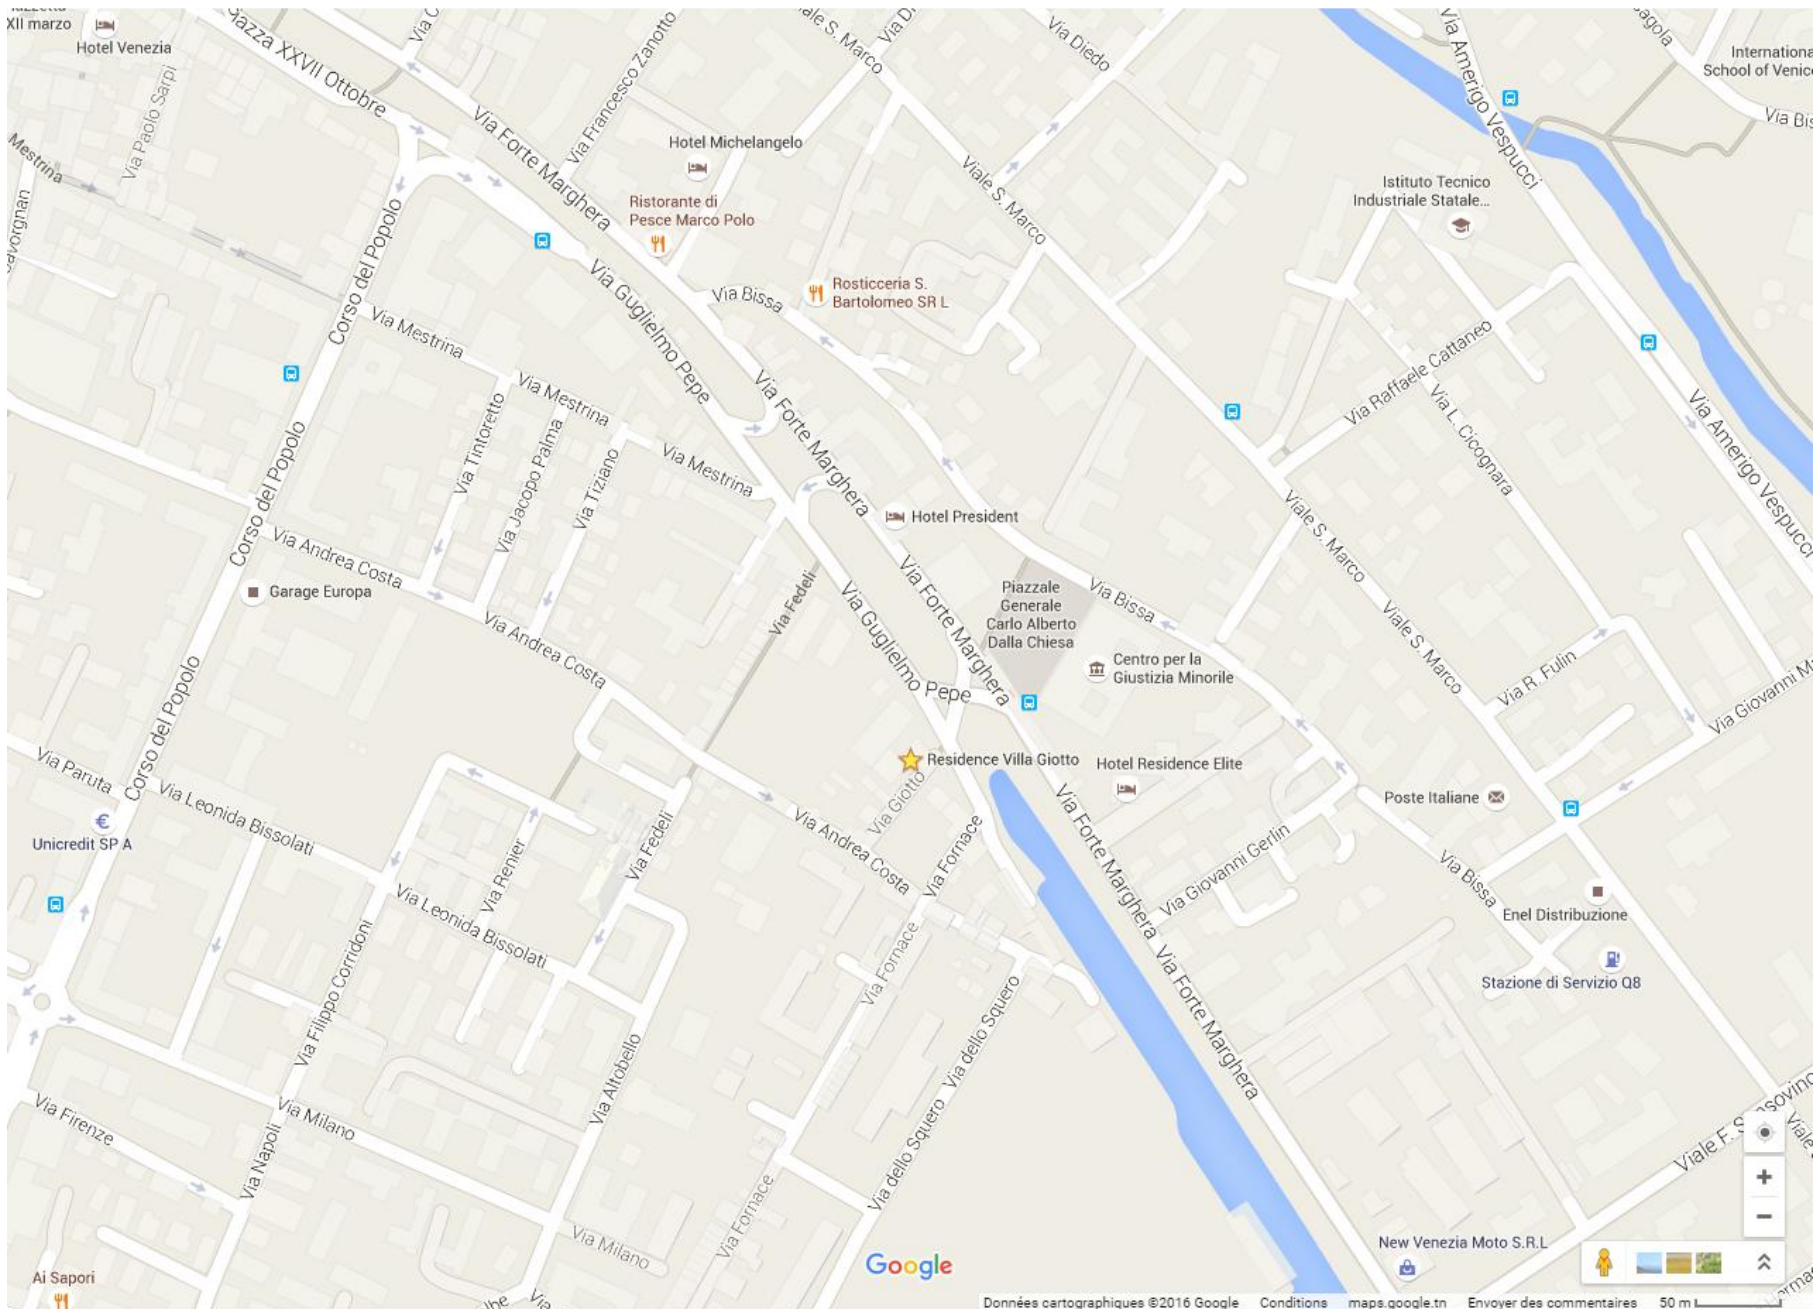 XII marzo
Hotel Venezia
Piazza XXVII Ottobre
Via Paolo Sarpi
Via Francesco Zanotto
Viale S. Marco
Via Diedo
Via Amerigo Vespucci
International
School of Venice
Via Bis
Mestrina
Via Forte Marghera
Hotel Michelangelo
Ristorante di
Pesce Marco Polo
Viale S. Marco
Istituto Tecnico
Industriale Statale...
Corso del Popolo
Via Guglielmo Pepe
Via Bissa
Rosticceria S.
Bartolomeo SR L
Via Mestrina
Via Mestrina
Via Mestrina
Via Tintoretto
Via Jacopo Palma
Via Tiziano
Via Forte Marghera
Via Raffaele Cattaneo
Via L. Cicognara
Via Amerigo Vespucci
Corso del Popolo
Hotel President
Viale S. Marco
Via Andrea Costa
Garage Europa
Via Andrea Costa
Via Fedeli
Via Guglielmo Pepe
Via Forte Marghera
Piazzale
Generale
Carlo Alberto
Dalla Chiesa
Via Bissa
Centro per la
Giustizia Minorile
Viale S. Marco
Via R. Fulin
Via Giovanni M
Corso del Popolo
Residence Villa Giotto
Hotel Residence Elite
Poste Italiane
Via Paruta
Unicredit SP A
Via Leonida Bissolati
Via Giotto
Via Andrea Costa
Via Fornace
Via Forte Marghera
Via Giovanni Gerlin
Via Bissa
Via Renier
Via Fedeli
Via Leonida Bissolati
Enel Distribuzione
Stazione di Servizio Q8
Via Filippo Corridoni
Via Fornace
Via dello Squero
Via Forte Marghera
Via Altobello
Via Firenze
Via Milano
Via Napoli
Via dello Squero
Via Fornace
Via Milano
Viale F. Sansovino
Viale
New Venezia Moto S.R.L
Ai Sapori
Google
Données cartographiques ©2016 Google Conditions maps.google.tn Envoyer des commentaires 50 m